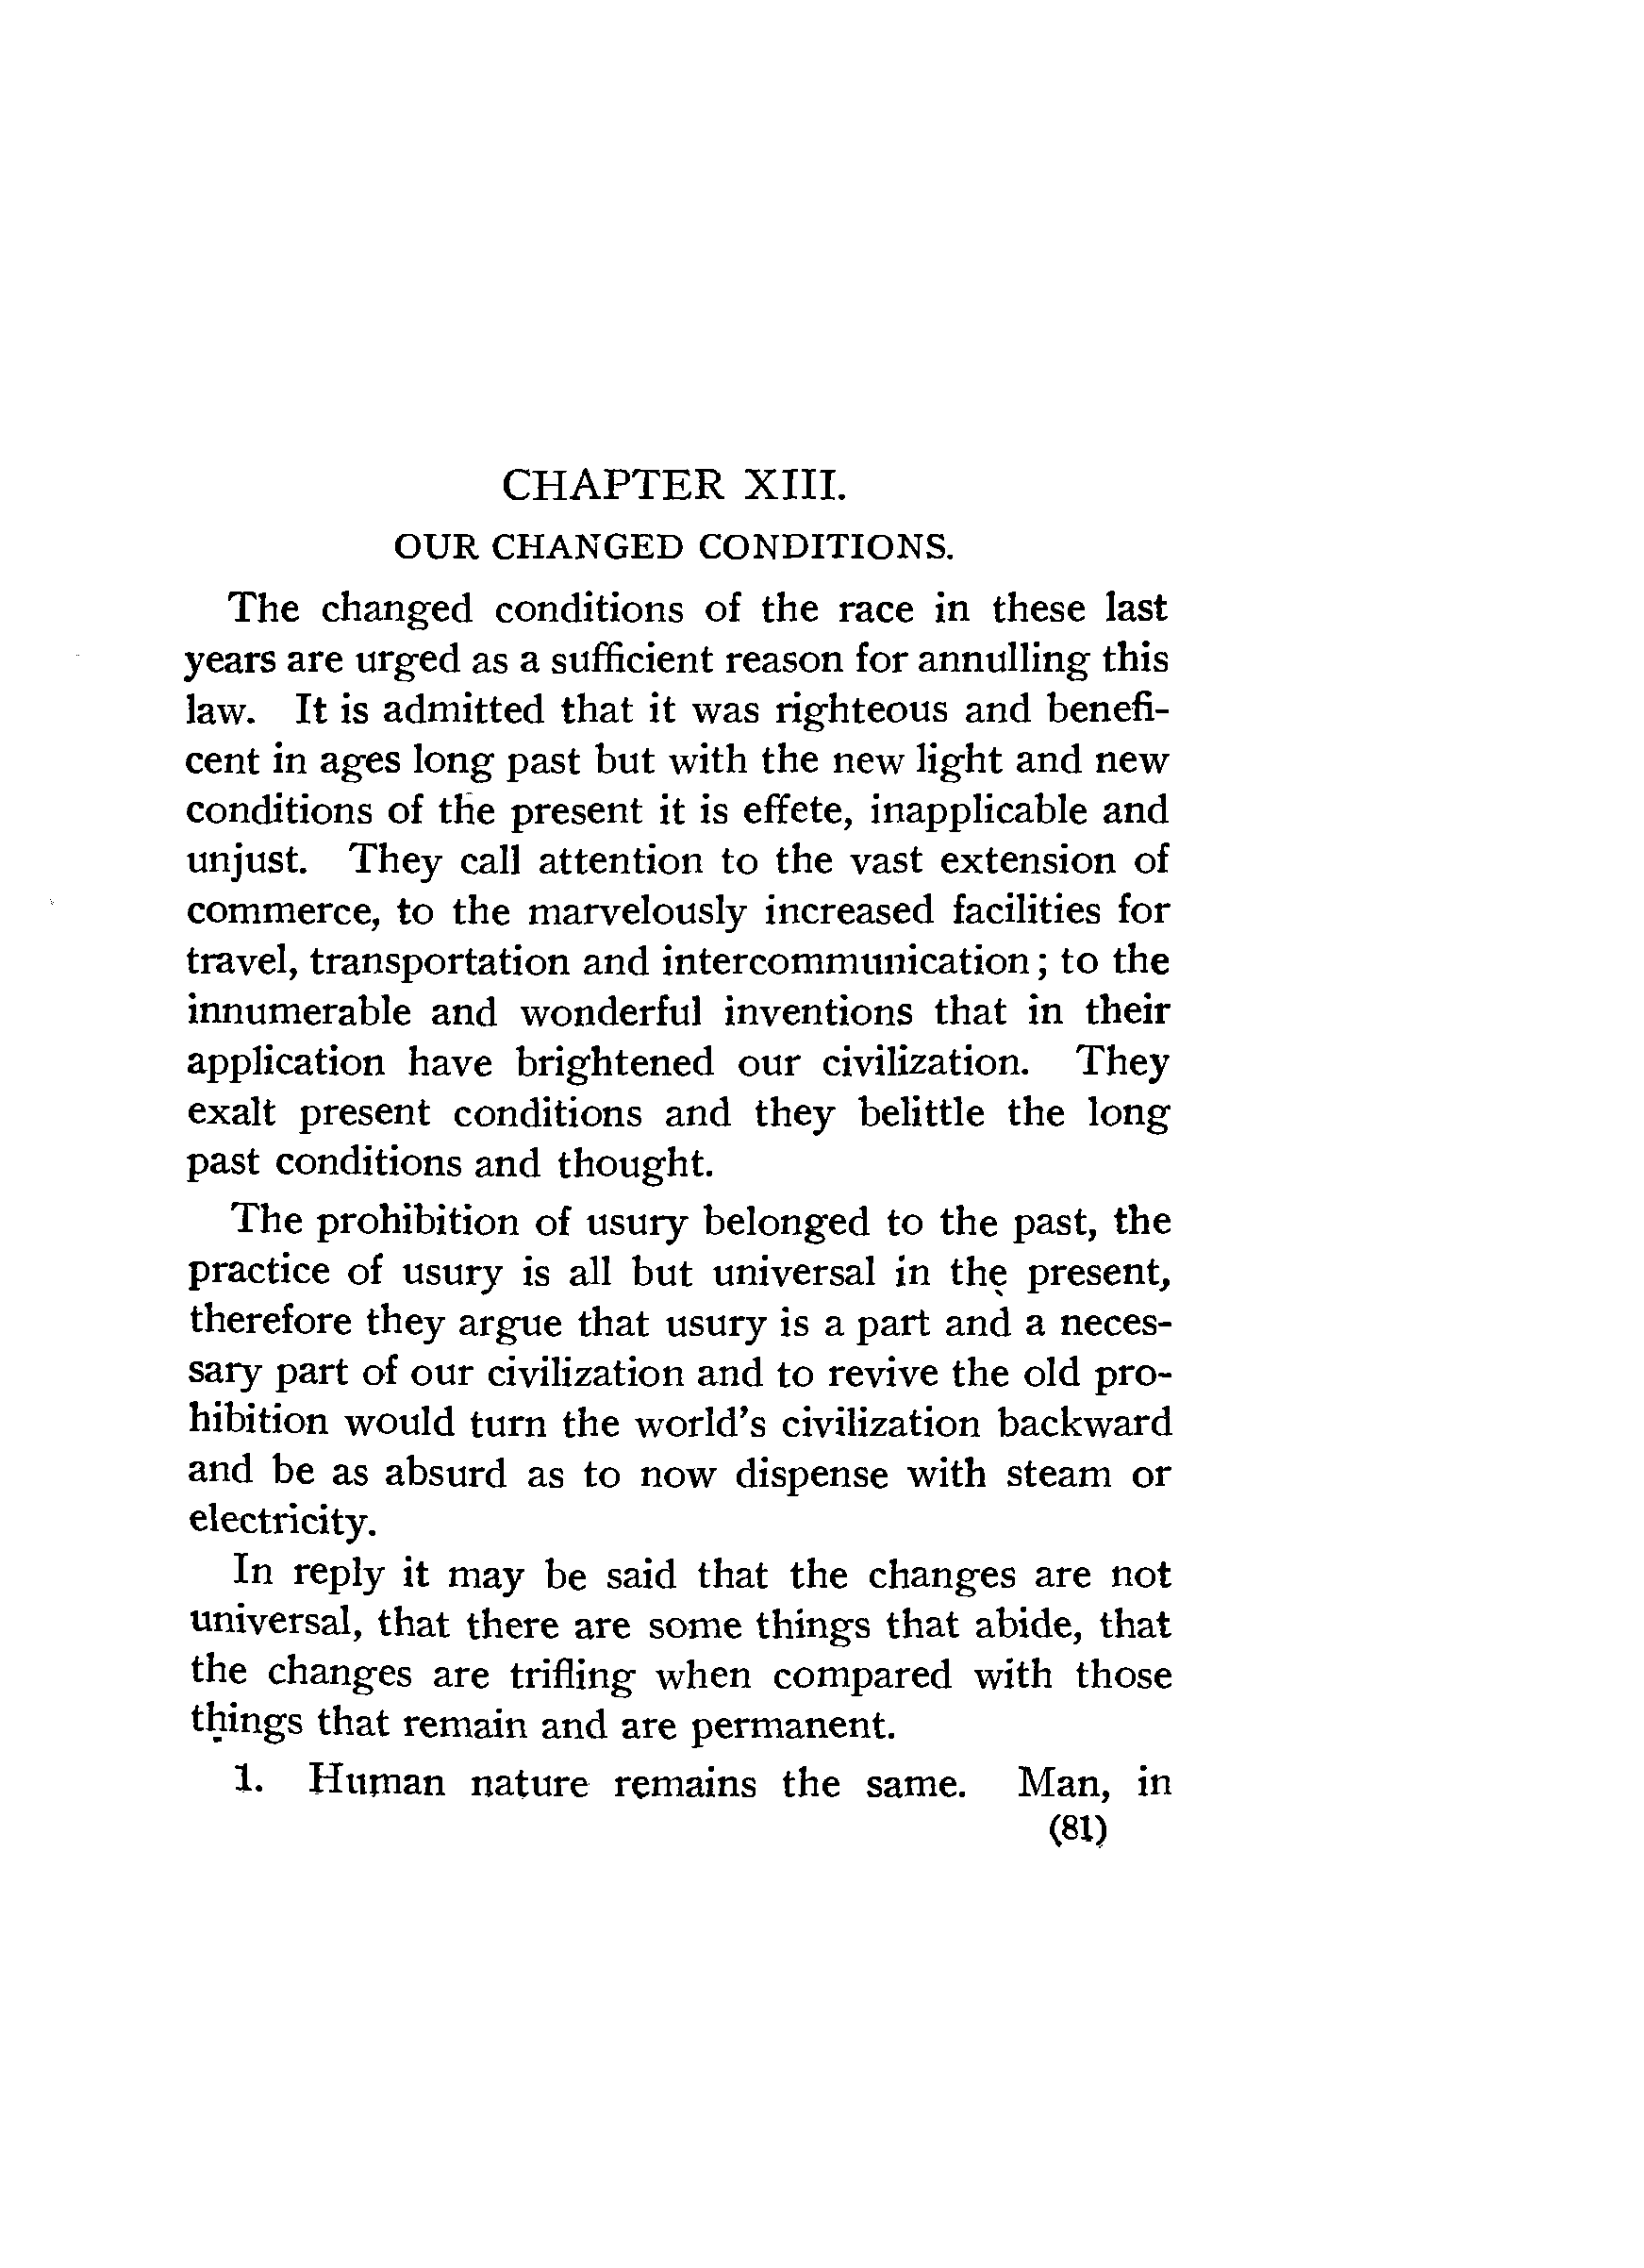 CHAPTER XIII.
OUR CHANGED CONDITIONS.
The changed conditions of the race in these last
years are urged as a sufficient reason for annulling this
law. It is admitted that it was righteous and benefi-
cent in ages long past but with the new light and new
conditions of the present it is effete, inapplicable and
unjust. They call attention to the vast extension of
commerce, to the marvelously increased facilities for
travel, transportation and intercommunication; to the
innumerable and wonderful inventions that in their
application have brightened our civilization. They
exalt present conditions and they belittle the long
past conditions and thought.
The prohibition of usury belonged to the past, the
practice of usury is all but universal in the present,
therefore they argue that usury is a part and a neces-
sary part of our civilization and to revive the old pro-
hibition would turn the world's civilization backward
and be as absurd as to now dispense with steam or
electricity.
In reply it may be said that the changes are not
universal, that there are some things that abide, that
the changes are trifling when compared with those
things that remain and are permanent.
1. Human nature remains the same. Man, in
(81)